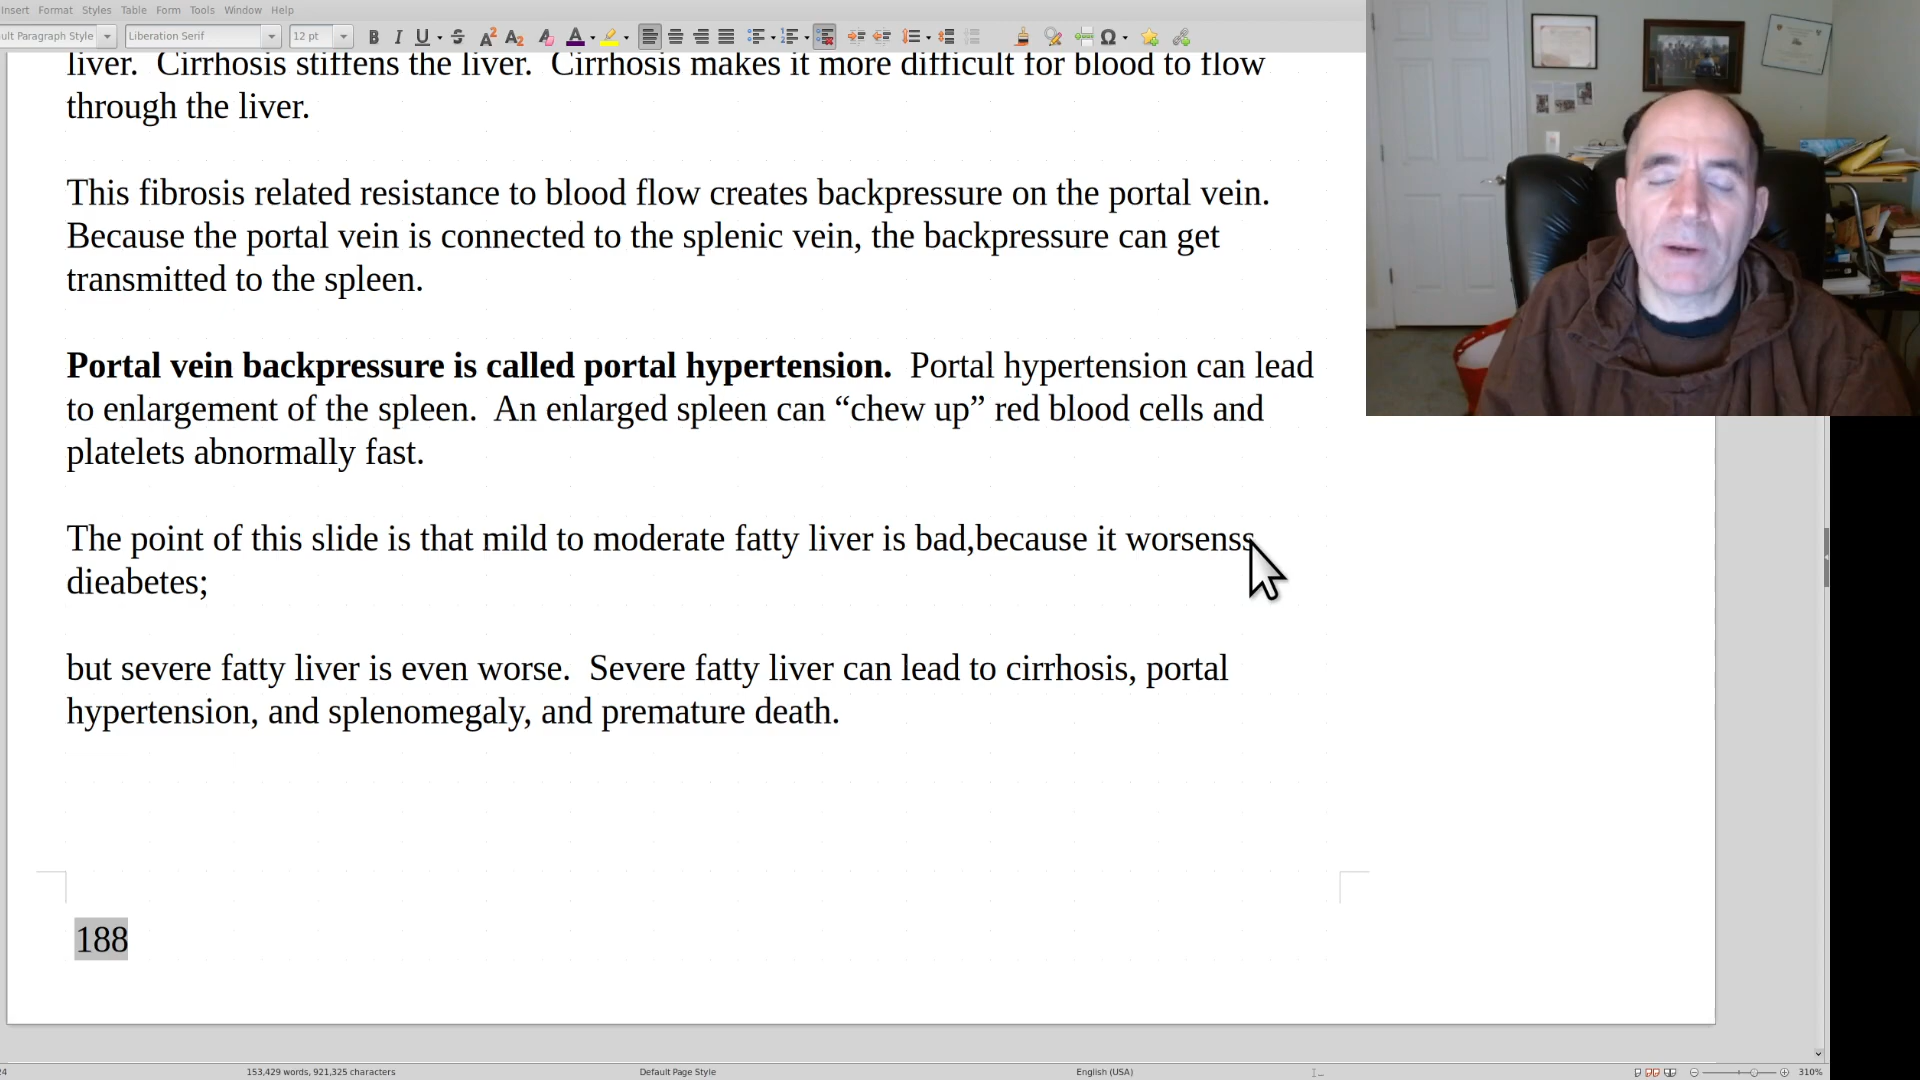 Insert Format Styles Table Form Tools Window Help
ult Paragraph Style Liberation Serif 12 pt
liver. Cirrhosis stiffens the liver. Cirrhosis makes it more difficult for blood to flow
through the liver.
This fibrosis related resistance to blood flow creates backpressure on the portal vein.
Because the portal vein is connected to the splenic vein, the backpressure can get
transmitted to the spleen.
Portal vein backpressure is called portal hypertension. Portal hypertension can lead
to enlargement of the spleen. An enlarged spleen can “chew up” red blood cells and
platelets abnormally fast.
The point of this slide is that mild to moderate fatty liver is bad,because it worsenss
dieabetes;
but severe fatty liver is even worse. Severe fatty liver can lead to cirrhosis, portal
hypertension, and splenomegaly, and premature death.
188
24 153,429 words, 921,325 characters Default Page Style English (USA) 310%